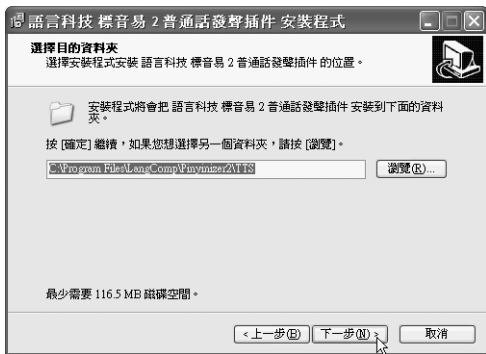 語言科技 標音易 2 普通話發聲插件 安裝程式
選擇目的資料夾
選擇安裝程式安裝 語言科技 標音易 2 普通話發聲插件 的位置。
安裝程式將會把 語言科技 標音易 2 普通話發聲插件 安裝到下面的資料
夾。
按 [確定] 繼續，如果您想選擇另一個資料夾，請按 [瀏覽]。
C:\Program Files\LangComp\Pinyinizer2\TTS
瀏覽(R)...
最少需要 116.5 MB 磁碟空間。
<上一步(B)
下一步(N)>
取消